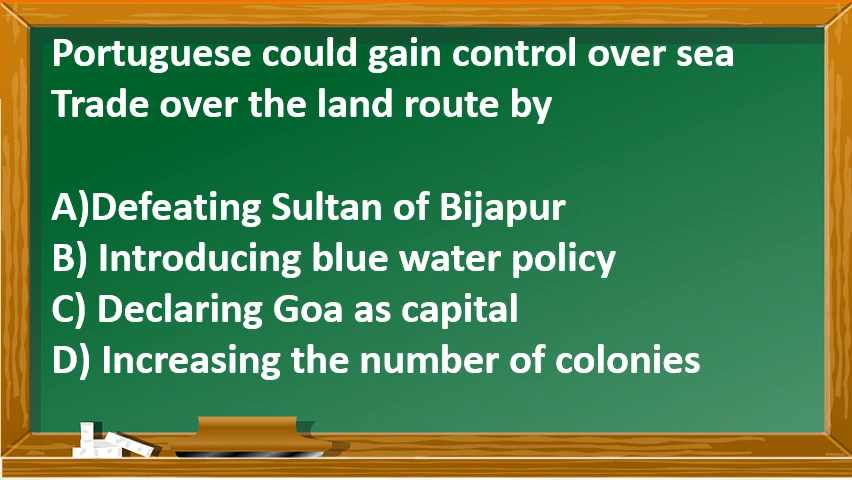 Portuguese could gain control over sea
Trade over the land route by
A)Defeating Sultan of Bijapur
B) Introducing blue water policy
C) Declaring Goa as capital
D) Increasing the number of colonies